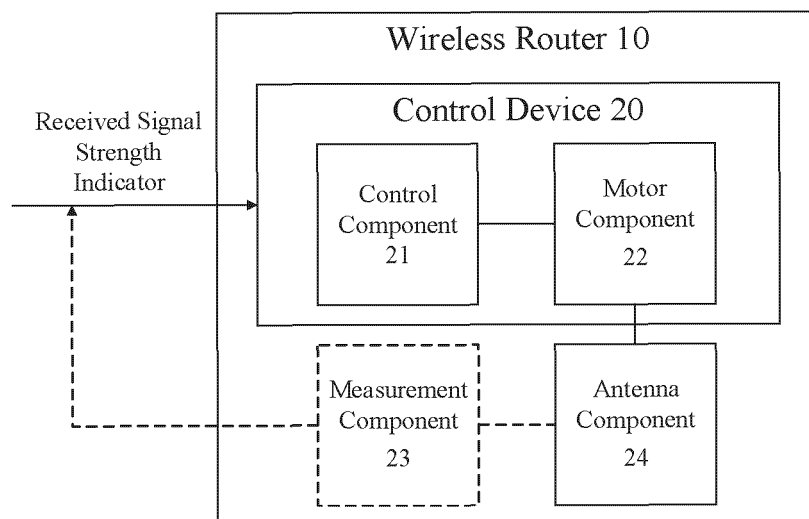 Wireless Router 10
Control Device 20
Received Signal
Strength
Indicator
Control
Component
21
Motor
Component
22
Measurement
Component
23
Antenna
Component
24